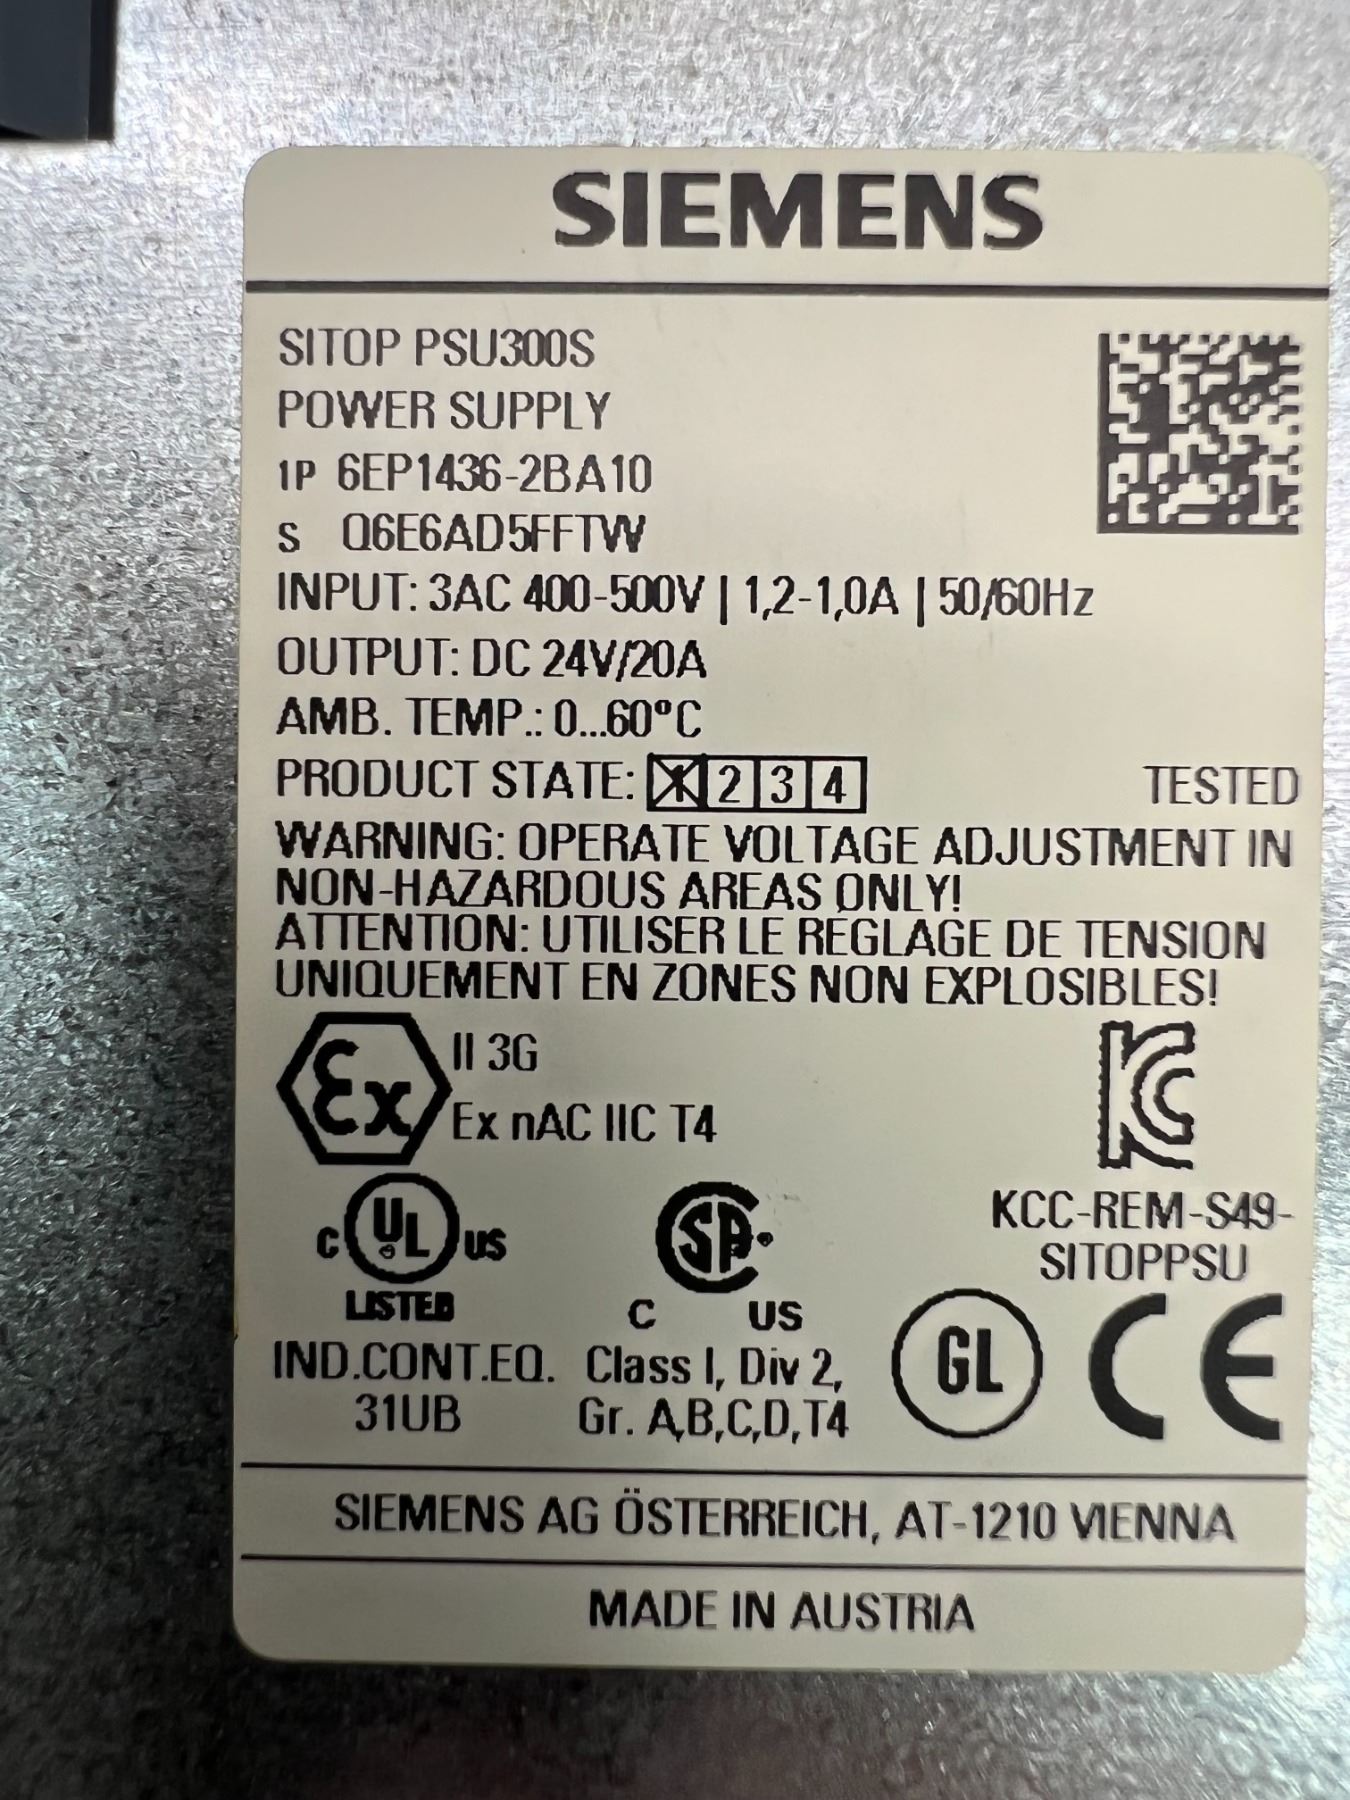 SIEMENS
SITOP PSU300S
POWER SUPPLY
1P 6EP1436-2BA10
S Q6E6AD5FFTW
INPUT: 3AC 400-500V | 1,2-1,0A | 50/60Hz
OUTPUT: DC 24V/20A
AMB. TEMP.: 0...60°C
PRODUCT STATE: X 2 3 4 TESTED
WARNING: OPERATE VOLTAGE ADJUSTMENT IN
NON-HAZARDOUS AREAS ONLY!
ATTENTION: UTILISER LE REGLAGE DE TENSION
UNIQUEMENT EN ZONES NON EXPLOSIBLES!
Ex II 3G
Ex nAC IIC T4
KC
KCC-REM-S49-
SITOPPSU
C UL US
LISTED
IND.CONT.EQ.
31UB
SA
C US
Class I, Div 2,
Gr. A,B,C,D,T4
GL
CE
SIEMENS AG ÖSTERREICH, AT-1210 VIENNA
MADE IN AUSTRIA